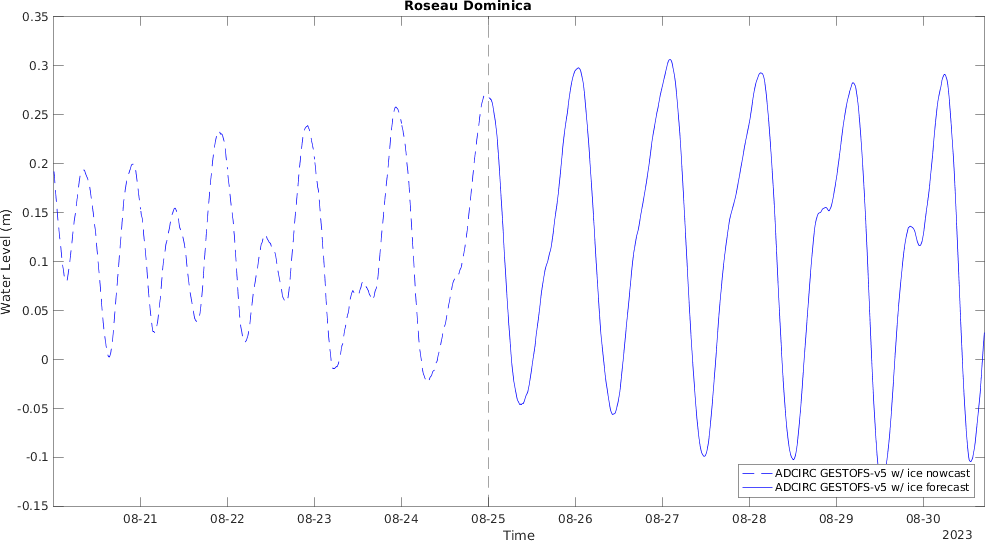 Roseau Dominica
0.35
0.3
0.25
0.2
0.15
0.1
0.05
0
-0.05
-0.1
-0.15
Water Level (m)
ADCIRC GESTOFS-v5 w/ ice nowcast
ADCIRC GESTOFS-v5 w/ ice forecast
08-21 08-22 08-23 08-24 08-25 08-26 08-27 08-28 08-29 08-30
Time
2023